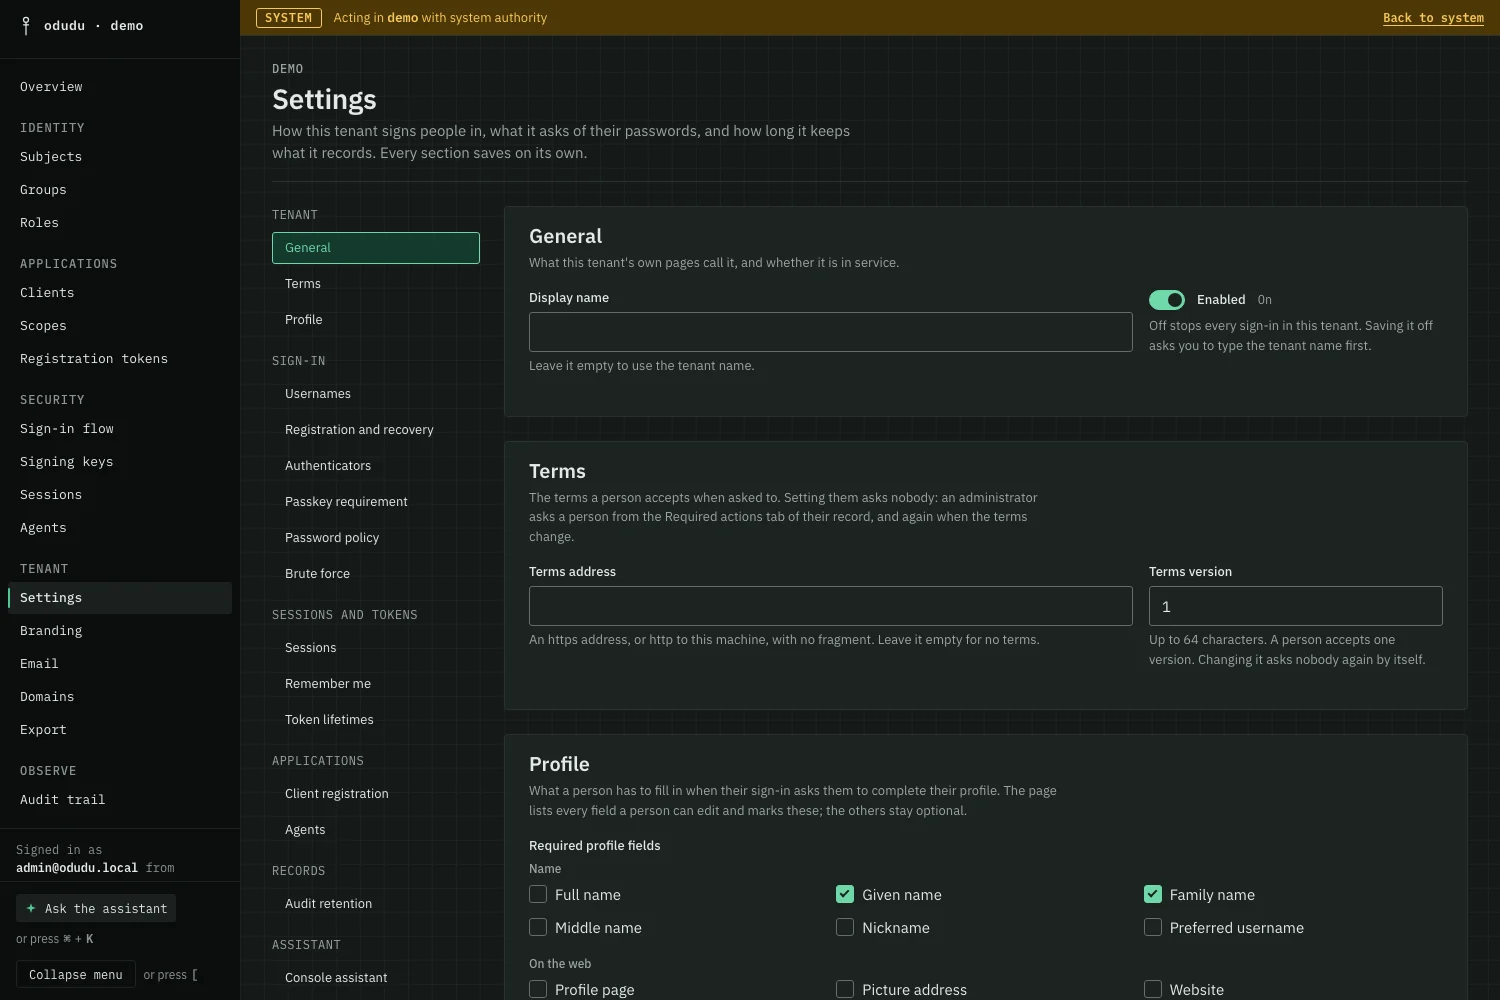 odudu · demo
SYSTEM
Acting in demo with system authority
Back to system
Overview
IDENTITY
Subjects
Groups
Roles
APPLICATIONS
Clients
Scopes
Registration tokens
SECURITY
Sign-in flow
Signing keys
Sessions
Agents
TENANT
Settings
Branding
Email
Domains
Export
OBSERVE
Audit trail
Signed in as
admin@odudu.local from
Ask the assistant
or press ⌘ + K
Collapse menu or press [
DEMO
Settings
How this tenant signs people in, what it asks of their passwords, and how long it keeps
what it records. Every section saves on its own.
TENANT
General
Terms
Profile
SIGN-IN
Usernames
Registration and recovery
Authenticators
Passkey requirement
Password policy
Brute force
SESSIONS AND TOKENS
Sessions
Remember me
Token lifetimes
APPLICATIONS
Client registration
Agents
RECORDS
Audit retention
ASSISTANT
Console assistant
General
What this tenant's own pages call it, and whether it is in service.
Display name
Leave it empty to use the tenant name.
Enabled On
Off stops every sign-in in this tenant. Saving it off
asks you to type the tenant name first.
Terms
The terms a person accepts when asked to. Setting them asks nobody: an administrator
asks a person from the Required actions tab of their record, and again when the terms
change.
Terms address
An https address, or http to this machine, with no fragment. Leave it empty for no terms.
Terms version
1
Up to 64 characters. A person accepts one
version. Changing it asks nobody again by itself.
Profile
What a person has to fill in when their sign-in asks them to complete their profile. The page
lists every field a person can edit and marks these; the others stay optional.
Required profile fields
Name
Full name
Given name
Family name
Middle name
Nickname
Preferred username
On the web
Profile page
Picture address
Website